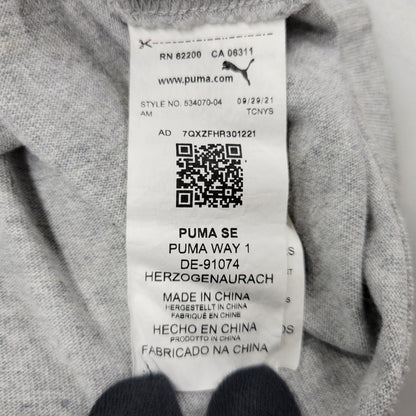 RN 62200 CA 06311
www.puma.com
STYLE NO. 534070-04 09/29/21
AM TCNYS
AD 7QXZFHR301221
PUMA SE
PUMA WAY 1
DE-91074
HERZOGENAURACH
MADE IN CHINA
HERGESTELLT IN CHINA
FABRIQUÉ EN CHINE
HECHO EN CHINA
PRODOTTO IN CHINA
FABRICADO NA CHINA